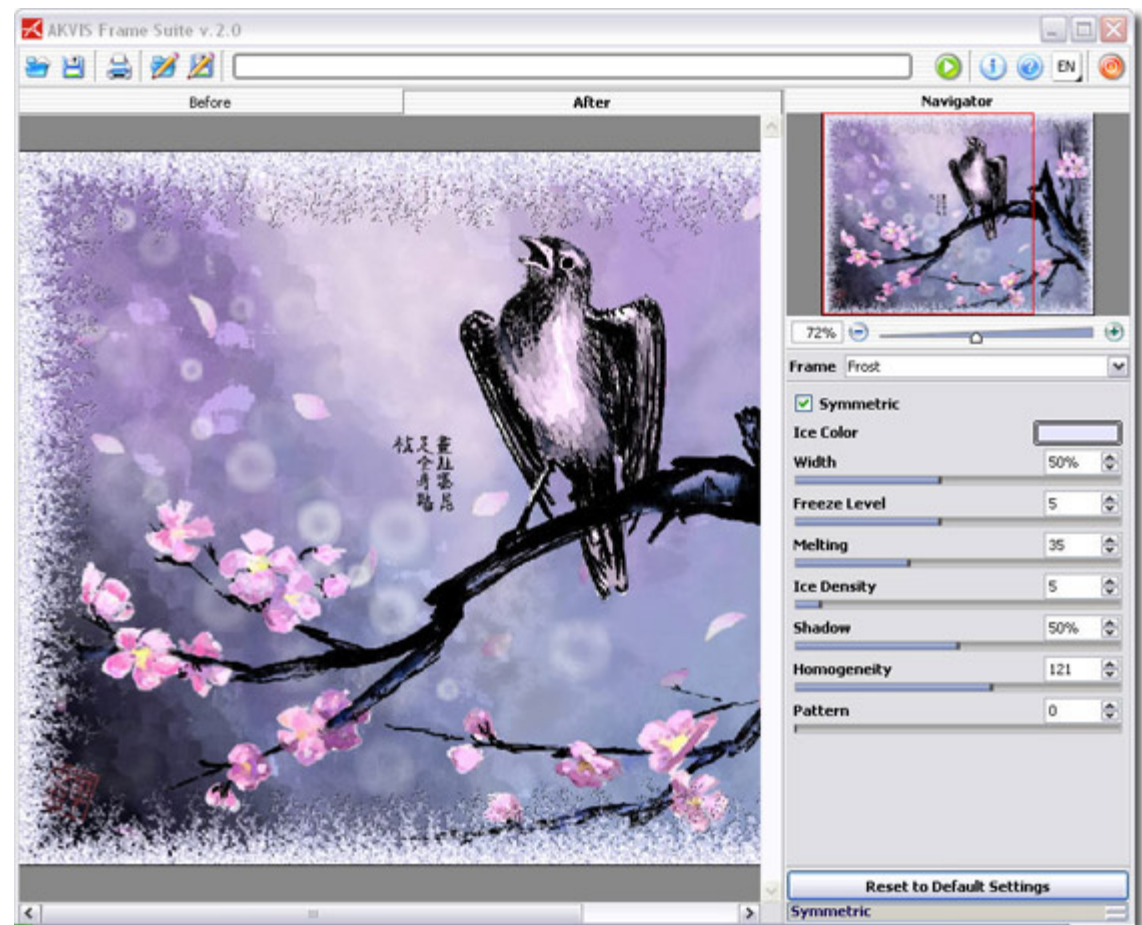 AKVIS Frame Suite v.2.0
EN
Before
After
Navigator
72%
Frame Frost
Symmetric
Ice Color
Width 50%
Freeze Level 5
Melting 35
Ice Density 5
Shadow 50%
Homogeneity 121
Pattern 0
Reset to Default Settings
Symmetric